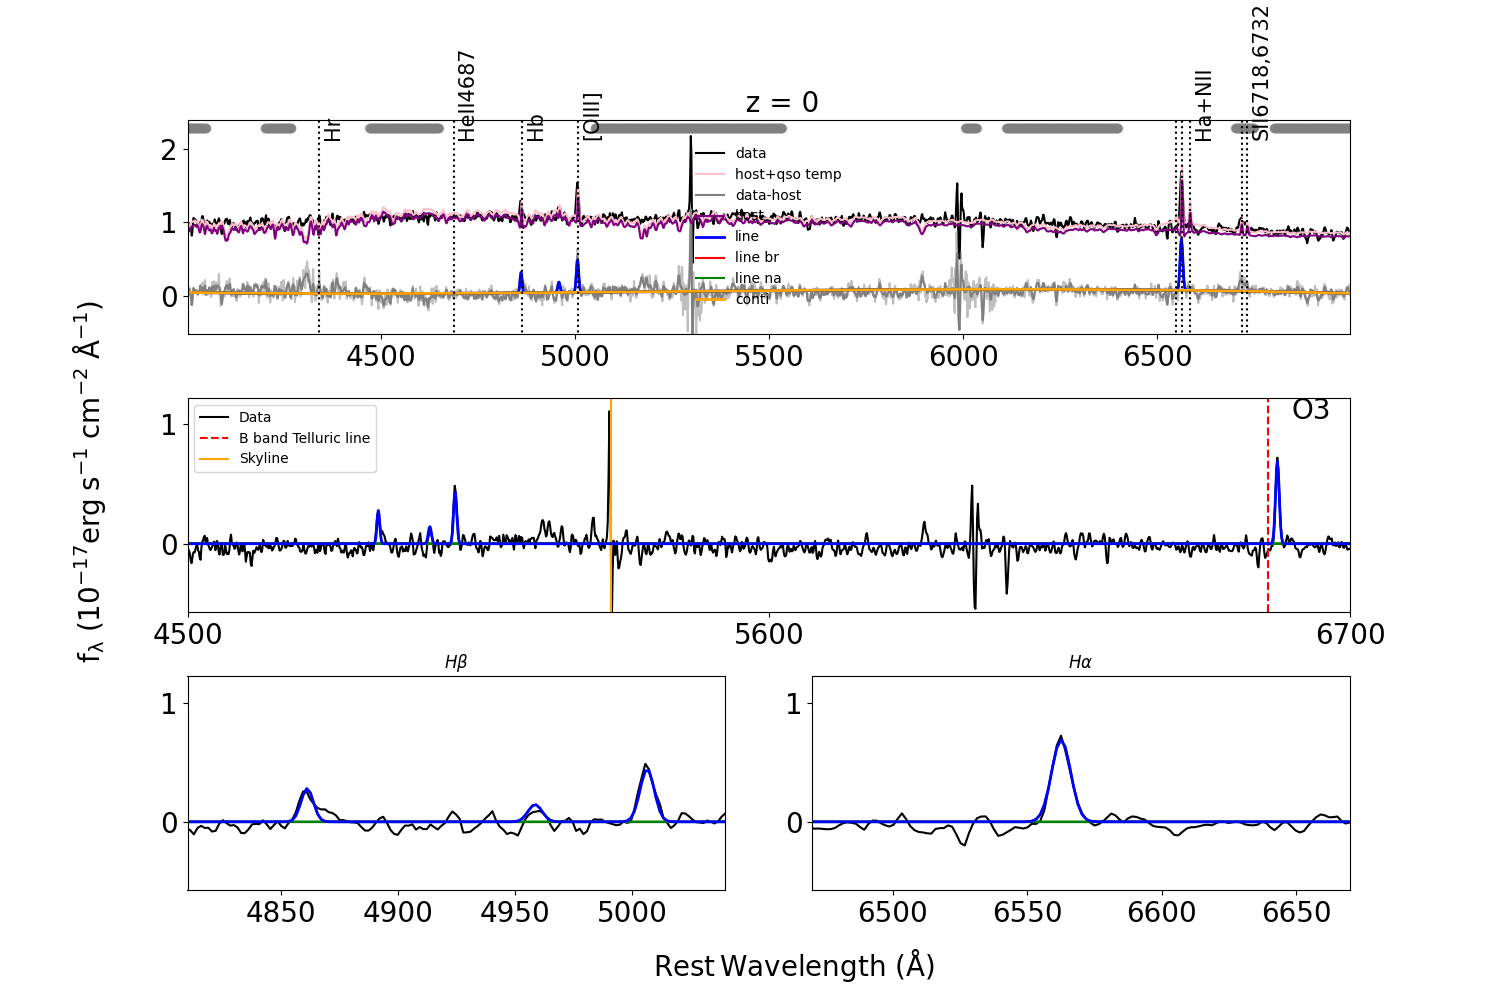 z = 0
Hr
HeII4687
Hb
[OIII]
Ha+NII
SII6718,6732
2
1
0
data
host+qso temp
data-host
host
line
line br
line na
conti
4500
5000
5500
6000
6500
1
0
Data
B band Telluric line
Skyline
O3
4500
5600
6700
fλ (10⁻¹⁷erg s⁻¹ cm⁻² Å⁻¹)
Hβ
1
0
4850
4900
4950
5000
Hα
1
0
6500
6550
6600
6650
Rest Wavelength (Å)